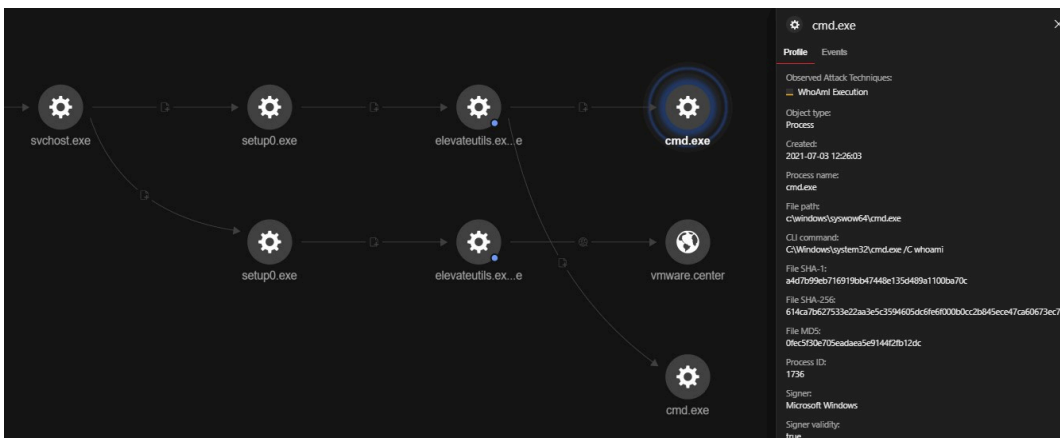 svchost.exe
setup0.exe
elevateutils.ex...e
cmd.exe
setup0.exe
elevateutils.ex...e
vmware.center
cmd.exe
cmd.exe
Profile Events
Observed Attack Techniques:
WhoAmI Execution
Object type:
Process
Created:
2021-07-03 12:26:03
Process name:
cmd.exe
File path:
c:\windows\syswow64\cmd.exe
CLI command:
C:\Windows\system32\cmd.exe /C whoami
File SHA-1:
a4d7b99eb716919bb47448e135d489a1100ba70c
File SHA-256:
614ca7b627533e22aa3e5c3594605dc6fe6f000b0cc2b845ece47ca60673ec7
File MD5:
0fec5f30e705eadaea5e9144f2fb12dc
Process ID:
1736
Signer:
Microsoft Windows
Signer validity:
true